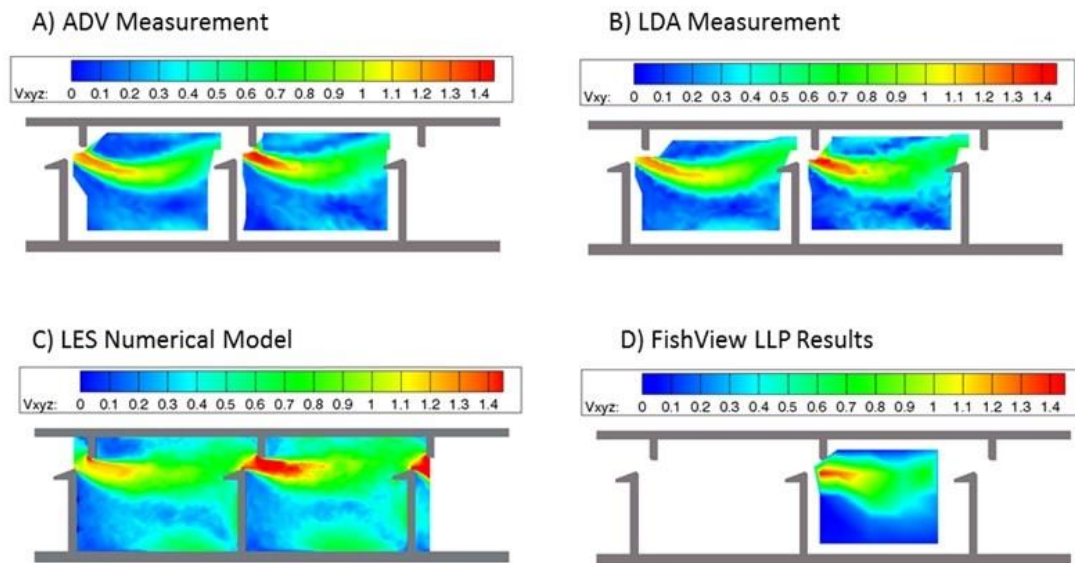 A) ADV Measurement
Vxyz: 0 0.1 0.2 0.3 0.4 0.5 0.6 0.7 0.8 0.9 1 1.1 1.2 1.3 1.4
B) LDA Measurement
Vxy: 0 0.1 0.2 0.3 0.4 0.5 0.6 0.7 0.8 0.9 1 1.1 1.2 1.3 1.4
C) LES Numerical Model
Vxyz: 0 0.1 0.2 0.3 0.4 0.5 0.6 0.7 0.8 0.9 1 1.1 1.2 1.3 1.4
D) FishView LLP Results
Vxyz: 0 0.1 0.2 0.3 0.4 0.5 0.6 0.7 0.8 0.9 1 1.1 1.2 1.3 1.4